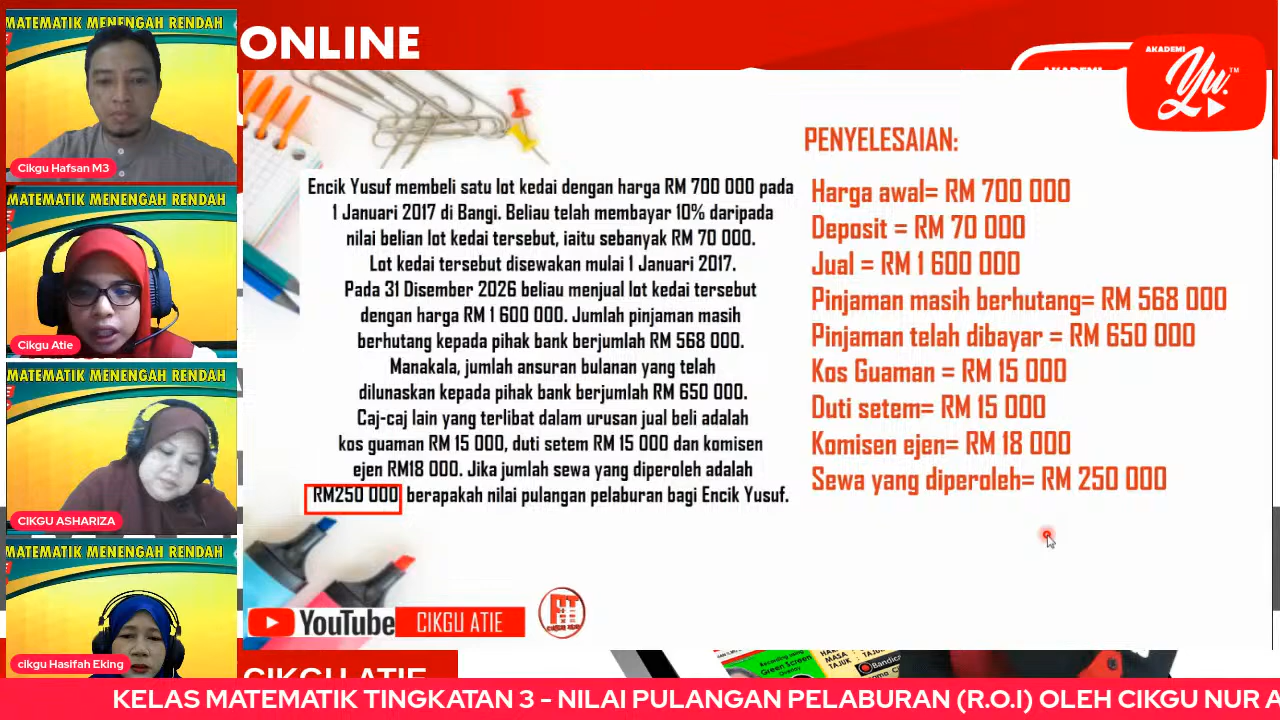 MATEMATIK MENENGAH RENDAH
Cikgu Hafsan M3
MATEMATIK MENENGAH RENDAH
Cikgu Atie
MATEMATIK MENENGAH RENDAH
CIKGU ASHARIZA
MATEMATIK MENENGAH RENDAH
cikgu Hasifah Eking
ONLINE
AKADEMI
AKADEMI
Yu.™
Encik Yusuf membeli satu lot kedai dengan harga RM 700 000 pada
1 Januari 2017 di Bangi. Beliau telah membayar 10% daripada
nilai belian lot kedai tersebut, iaitu sebanyak RM 70 000.
Lot kedai tersebut disewakan mulai 1 Januari 2017.
Pada 31 Disember 2026 beliau menjual lot kedai tersebut
dengan harga RM 1 600 000. Jumlah pinjaman masih
berhutang kepada pihak bank berjumlah RM 568 000.
Manakala, jumlah ansuran bulanan yang telah
dilunaskan kepada pihak bank berjumlah RM 650 000.
Caj-caj lain yang terlibat dalam urusan jual beli adalah
kos guaman RM 15 000, duti setem RM 15 000 dan komisen
ejen RM18 000. Jika jumlah sewa yang diperoleh adalah
RM250 000 berapakah nilai pulangan pelaburan bagi Encik Yusuf.
PENYELESAIAN:
Harga awal= RM 700 000
Deposit = RM 70 000
Jual = RM 1 600 000
Pinjaman masih berhutang= RM 568 000
Pinjaman telah dibayar = RM 650 000
Kos Guaman = RM 15 000
Duti setem= RM 15 000
Komisen ejen= RM 18 000
Sewa yang diperoleh= RM 250 000
YouTube CIKGU ATIE
CIKGU ATIE
Green Screen
MASA
TAJUK
Bandica
KELAS MATEMATIK TINGKATAN 3 - NILAI PULANGAN PELABURAN (R.O.I) OLEH CIKGU NUR A